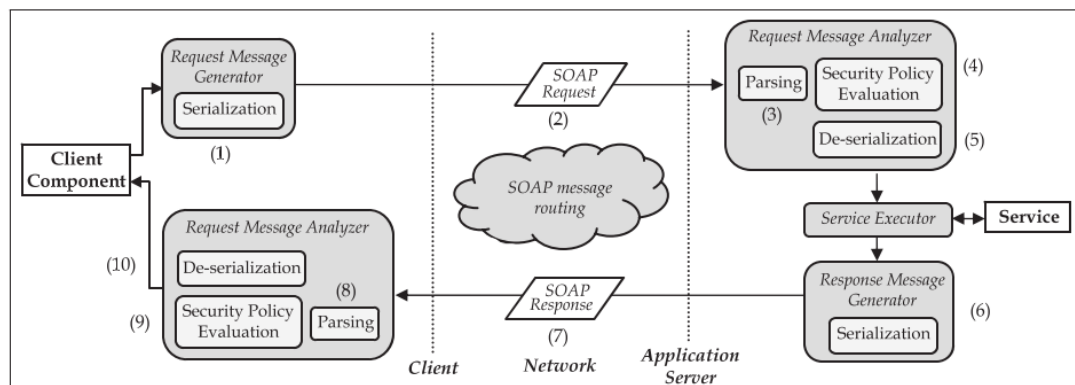 Request Message
Generator
Serialization
(1)
SOAP
Request
(2)
Request Message Analyzer
Parsing
(3)
Security Policy
Evaluation
(4)
De-serialization
(5)
Client
Component
SOAP message
routing
Service Executor
Service
Request Message Analyzer
De-serialization
(10)
Security Policy
Evaluation
(9)
(8)
Parsing
SOAP
Response
(7)
Response Message
Generator
Serialization
(6)
Client
Network
Application
Server